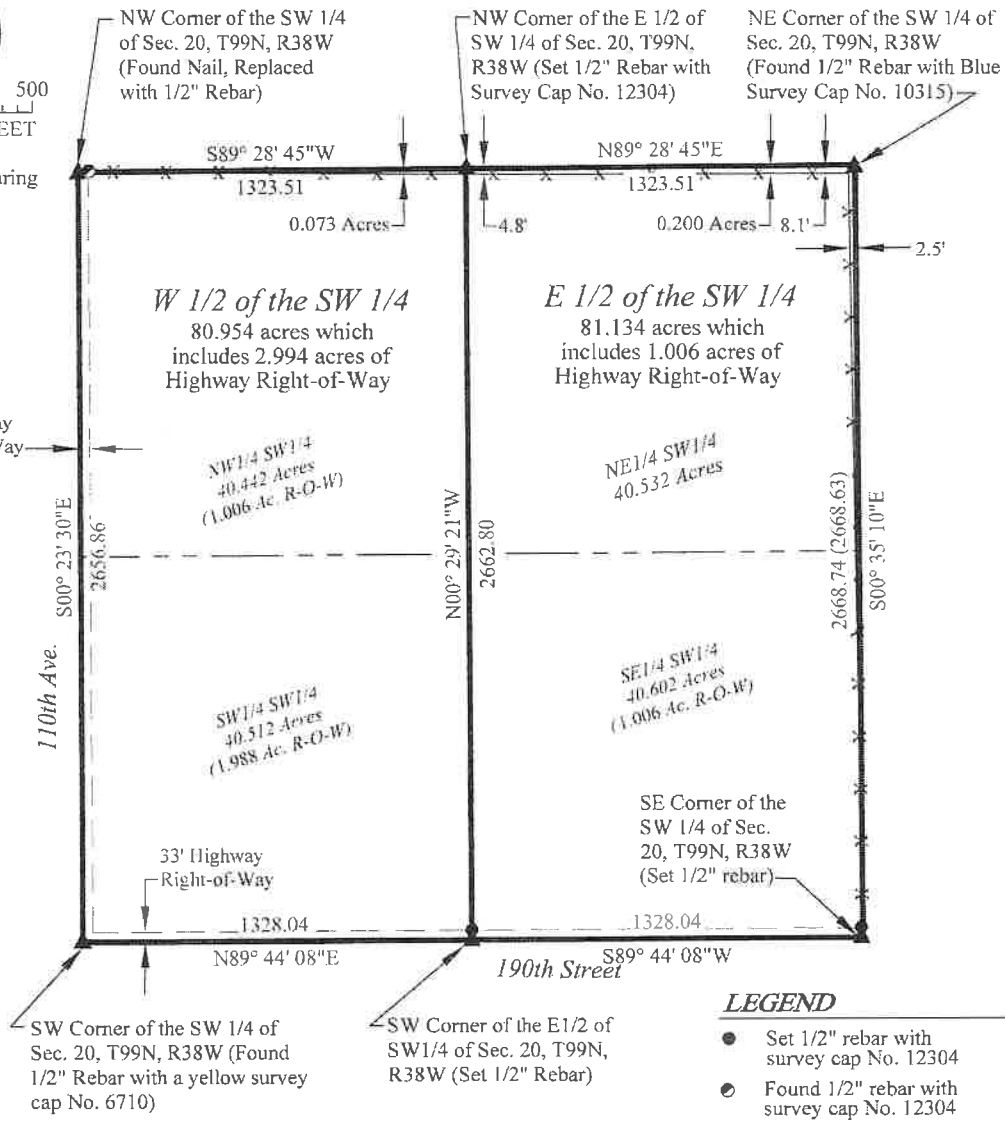 NW Corner of the SW 1/4
of Sec. 20, T99N, R38W
(Found Nail, Replaced
with 1/2" Rebar)
NW Corner of the E 1/2 of
SW 1/4 of Sec. 20, T99N,
R38W (Set 1/2" Rebar with
Survey Cap No. 12304)
NE Corner of the SW 1/4 of
Sec. 20, T99N, R38W
(Found 1/2" Rebar with Blue
Survey Cap No. 10315)
500
S89° 28' 45"W
1323.51
N89° 28' 45"E
1323.51
0.073 Acres
4.8'
0.200 Acres
8.1'
2.5'
W 1/2 of the SW 1/4
80.954 acres which
includes 2.994 acres of
Highway Right-of-Way
E 1/2 of the SW 1/4
81.134 acres which
includes 1.006 acres of
Highway Right-of-Way
NW1/4 SW1/4
40.442 Acres
(1.006 Ac. R-O-W)
NE1/4 SW1/4
40.532 Acres
S00° 23' 30"E
2656.86
N00° 29' 21"W
2662.80
2668.74 (2668.63)
S00° 35' 10"E
110th Ave.
SW1/4 SW1/4
40.512 Acres
(1.988 Ac. R-O-W)
SE1/4 SW1/4
40.602 Acres
(1.006 Ac. R-O-W)
SE Corner of the
SW 1/4 of Sec.
20, T99N, R38W
(Set 1/2" rebar)
33' Highway
Right-of-Way
1328.04
N89° 44' 08"E
1328.04
S89° 44' 08"W
190th Street
SW Corner of the SW 1/4 of
Sec. 20, T99N, R38W (Found
1/2" Rebar with a yellow survey
cap No. 6710)
SW Corner of the E1/2 of
SW1/4 of Sec. 20, T99N,
R38W (Set 1/2" Rebar)
LEGEND
Set 1/2" rebar with
survey cap No. 12304
Found 1/2" rebar with
survey cap No. 12304